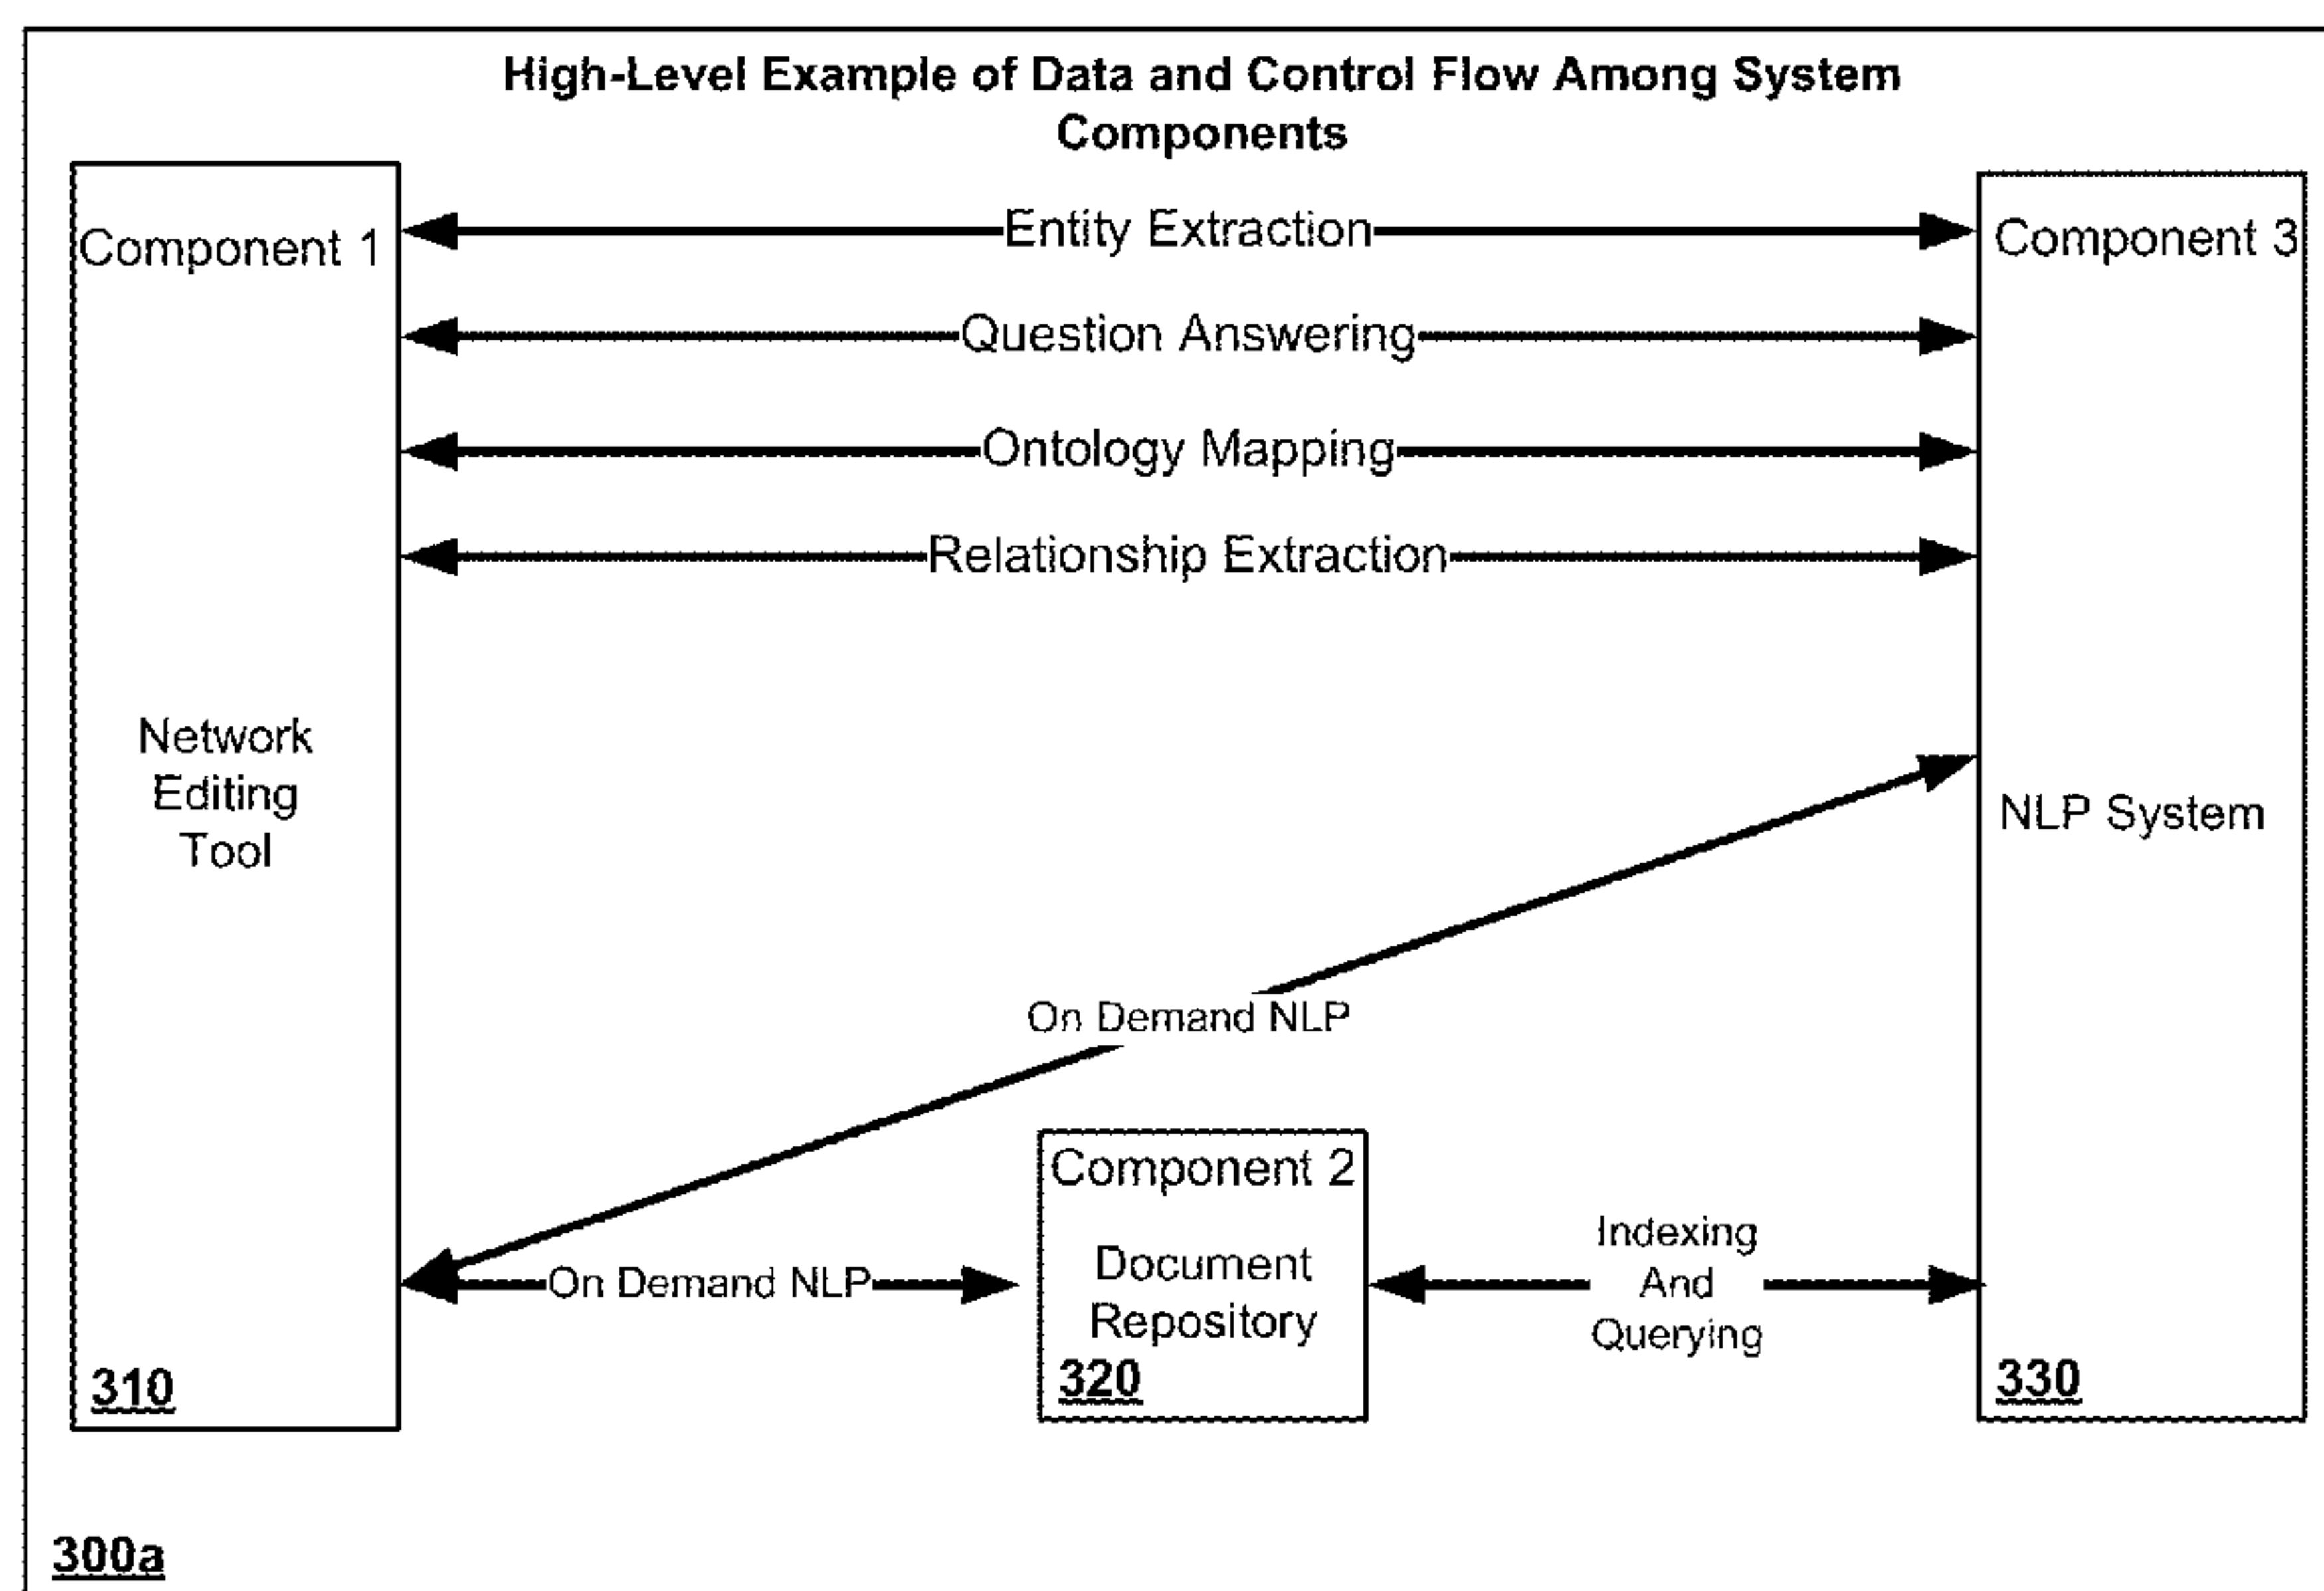 High-Level Example of Data and Control Flow Among System
Components
Component 1
Entity Extraction
Component 3
Question Answering
Ontology Mapping
Relationship Extraction
Network
Editing
Tool
NLP System
On Demand NLP
Component 2
Document
Repository
On Demand NLP
Indexing
And
Querying
310
320
330
300a